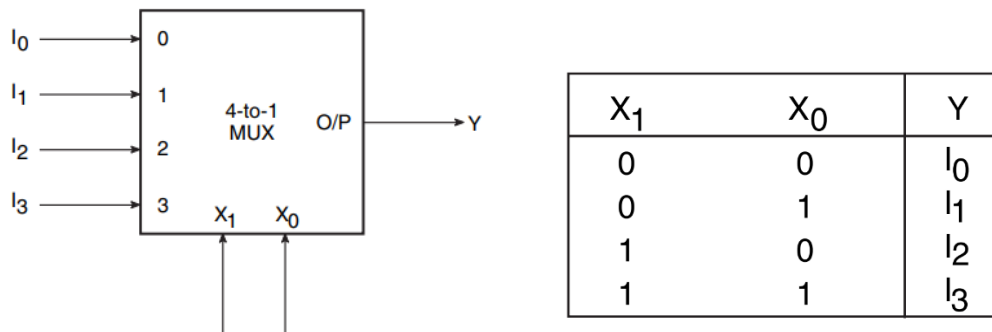 I0 0
I1 1
4-to-1
MUX
O/P Y
I2 2
I3 3
X1 X0
X1 X0 Y
0 0 I0
0 1 I1
1 0 I2
1 1 I3